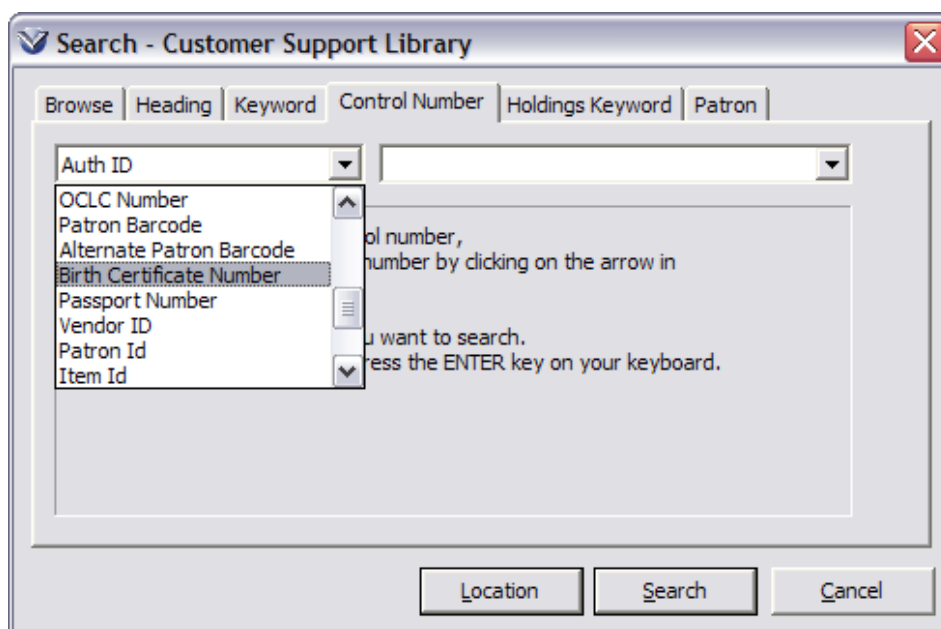 Search - Customer Support Library
Browse Heading Keyword Control Number Holdings Keyword Patron
Auth ID
OCLC Number
Patron Barcode
Alternate Patron Barcode
Birth Certificate Number
Passport Number
Vendor ID
Patron Id
Item Id
ol number,
number by clicking on the arrow in
u want to search.
ress the ENTER key on your keyboard.
Location Search Cancel